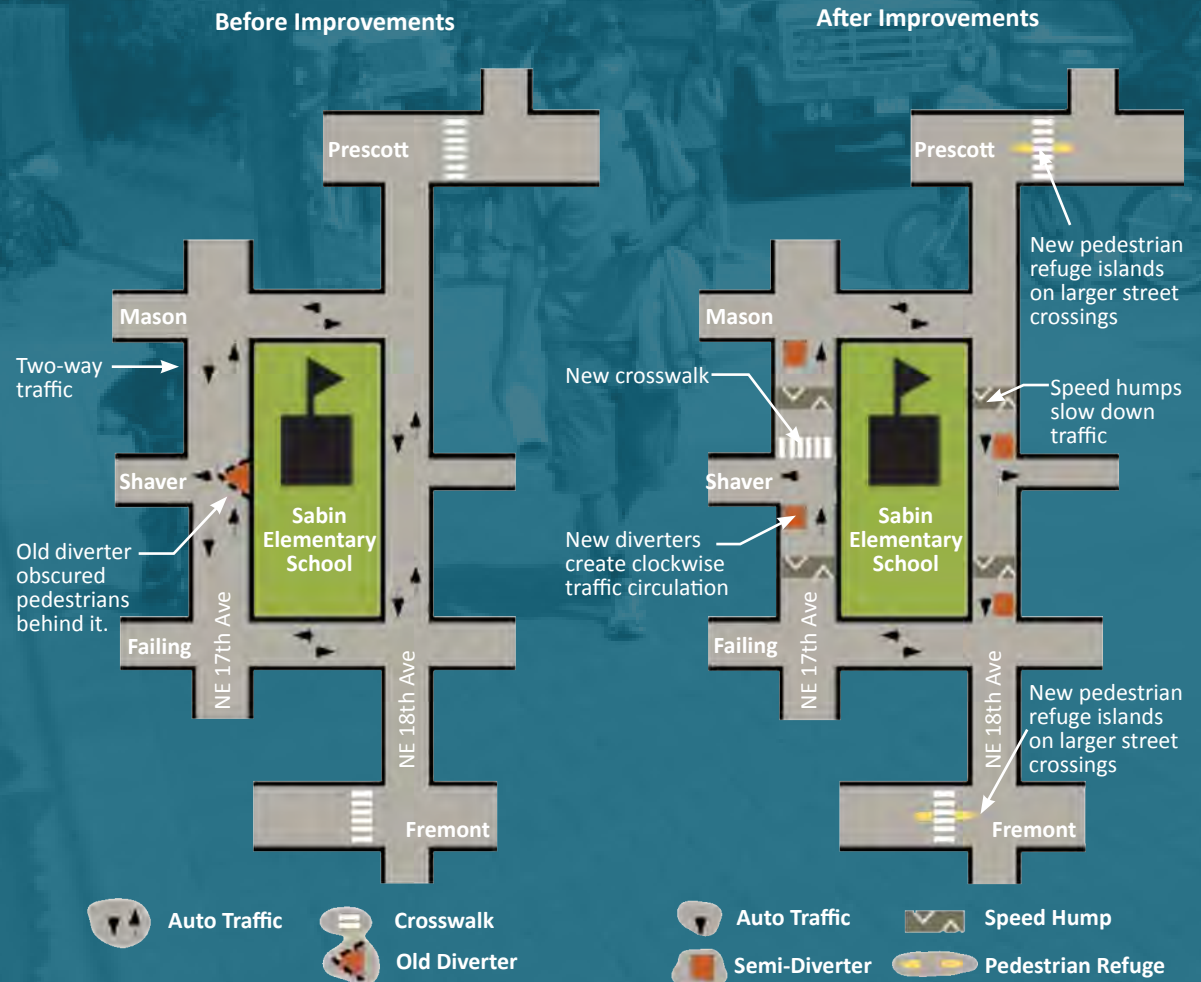 Before Improvements
Prescott
Mason
Two-way
traffic
Shaver
Sabin
Elementary
School
Old diverter
obscured
pedestrians
behind it.
Failing
NE 17th Ave
NE 18th Ave
Fremont
Auto Traffic
Crosswalk
Old Diverter
After Improvements
Prescott
New pedestrian
refuge islands
on larger street
crossings
Mason
New crosswalk
Speed humps
slow down
traffic
Shaver
Sabin
Elementary
School
New diverters
create clockwise
traffic circulation
Failing
NE 17th Ave
NE 18th Ave
New pedestrian
refuge islands
on larger street
crossings
Fremont
Auto Traffic
Speed Hump
Semi-Diverter
Pedestrian Refuge